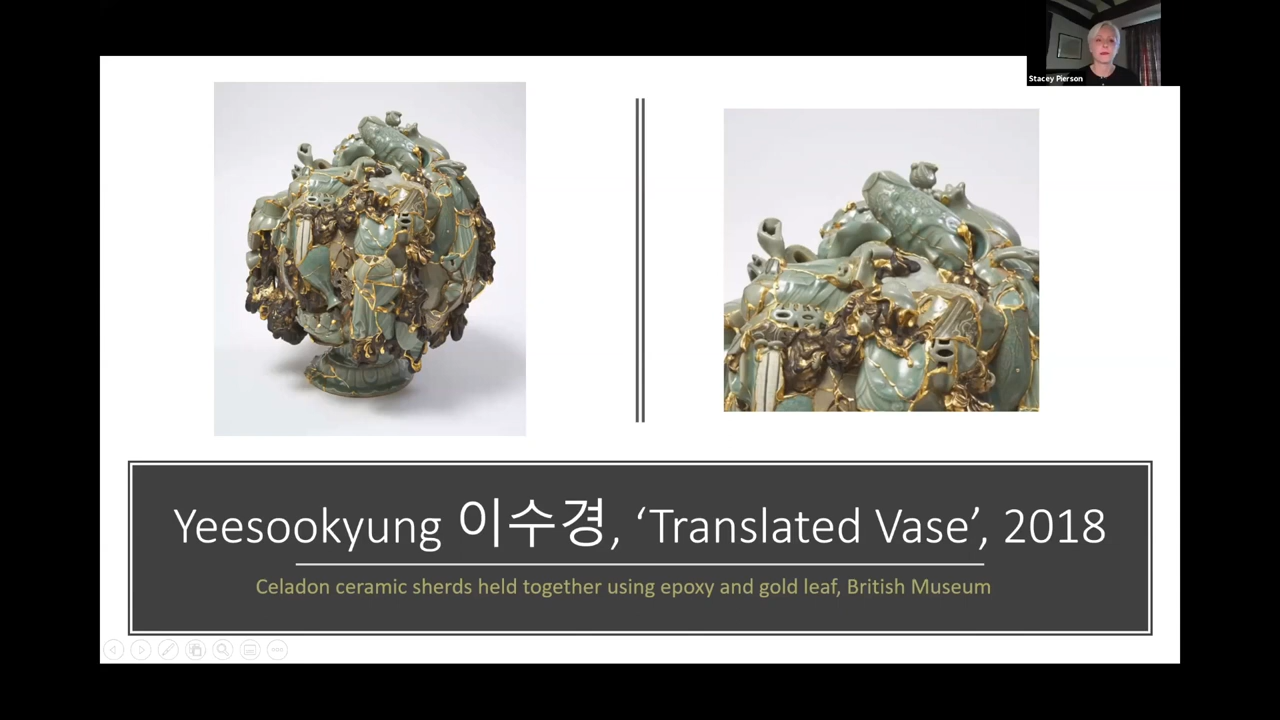 Stacey Pierson
Yeesookyung 이수경, ‘Translated Vase’, 2018
Celadon ceramic sherds held together using epoxy and gold leaf, British Museum